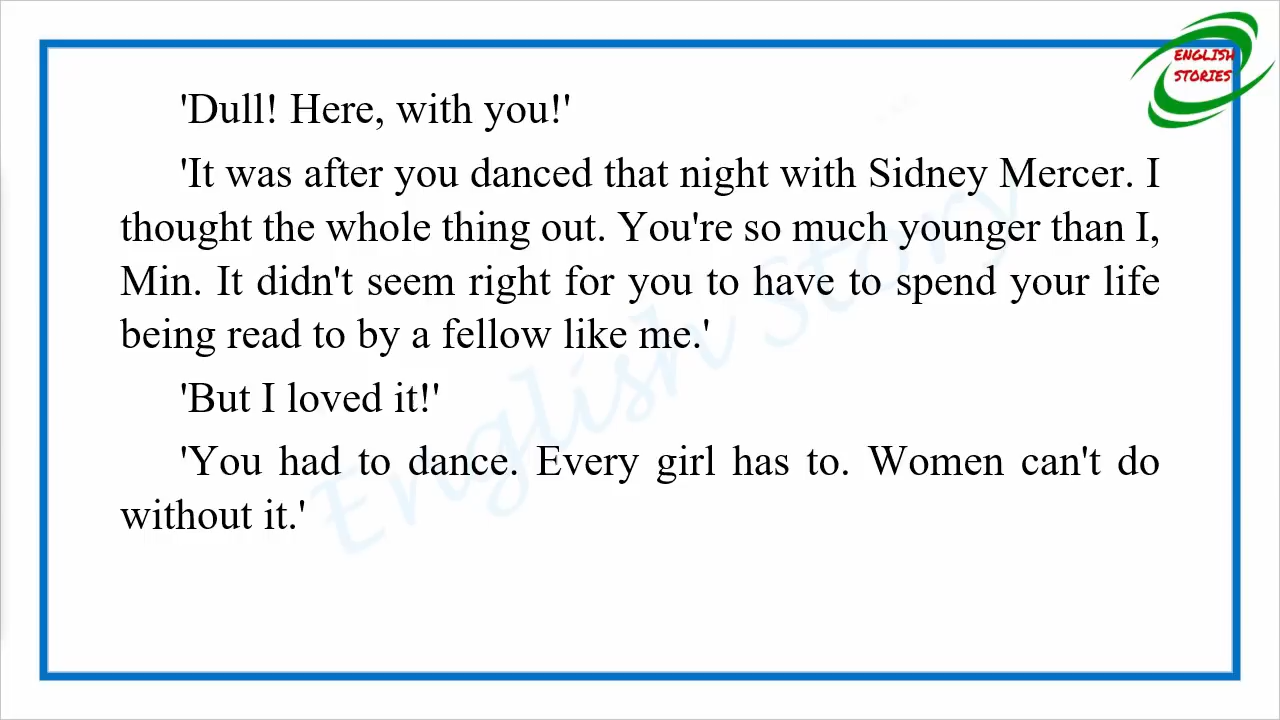 ENGLISH
STORIES
'Dull! Here, with you!'
'It was after you danced that night with Sidney Mercer. I
thought the whole thing out. You're so much younger than I,
Min. It didn't seem right for you to have to spend your life
being read to by a fellow like me.'
'But I loved it!'
'You had to dance. Every girl has to. Women can't do
without it.'
English Story